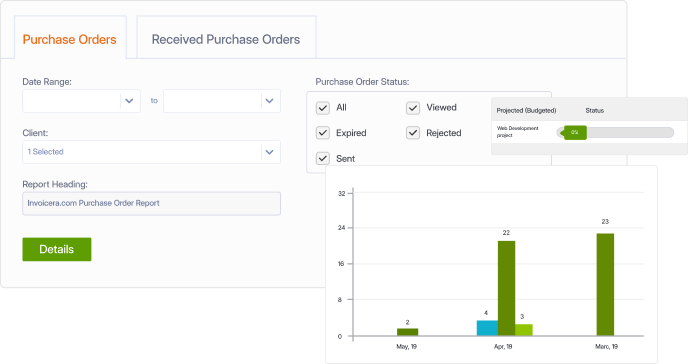 Purchase Orders
Received Purchase Orders
Date Range:
to
Client:
1 Selected
Report Heading:
Invoicera.com Purchase Order Report
Details
Purchase Order Status:
All
Viewed
Expired
Rejected
Sent
Projected (Budgeted)
Status
Web Development
project
0%
32
24
16
8
0
2
4
22
3
23
May, 19
Apr, 19
Marc, 19